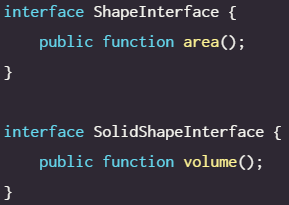 interface ShapeInterface {
    public function area();
}

interface SolidShapeInterface {
    public function volume();
}